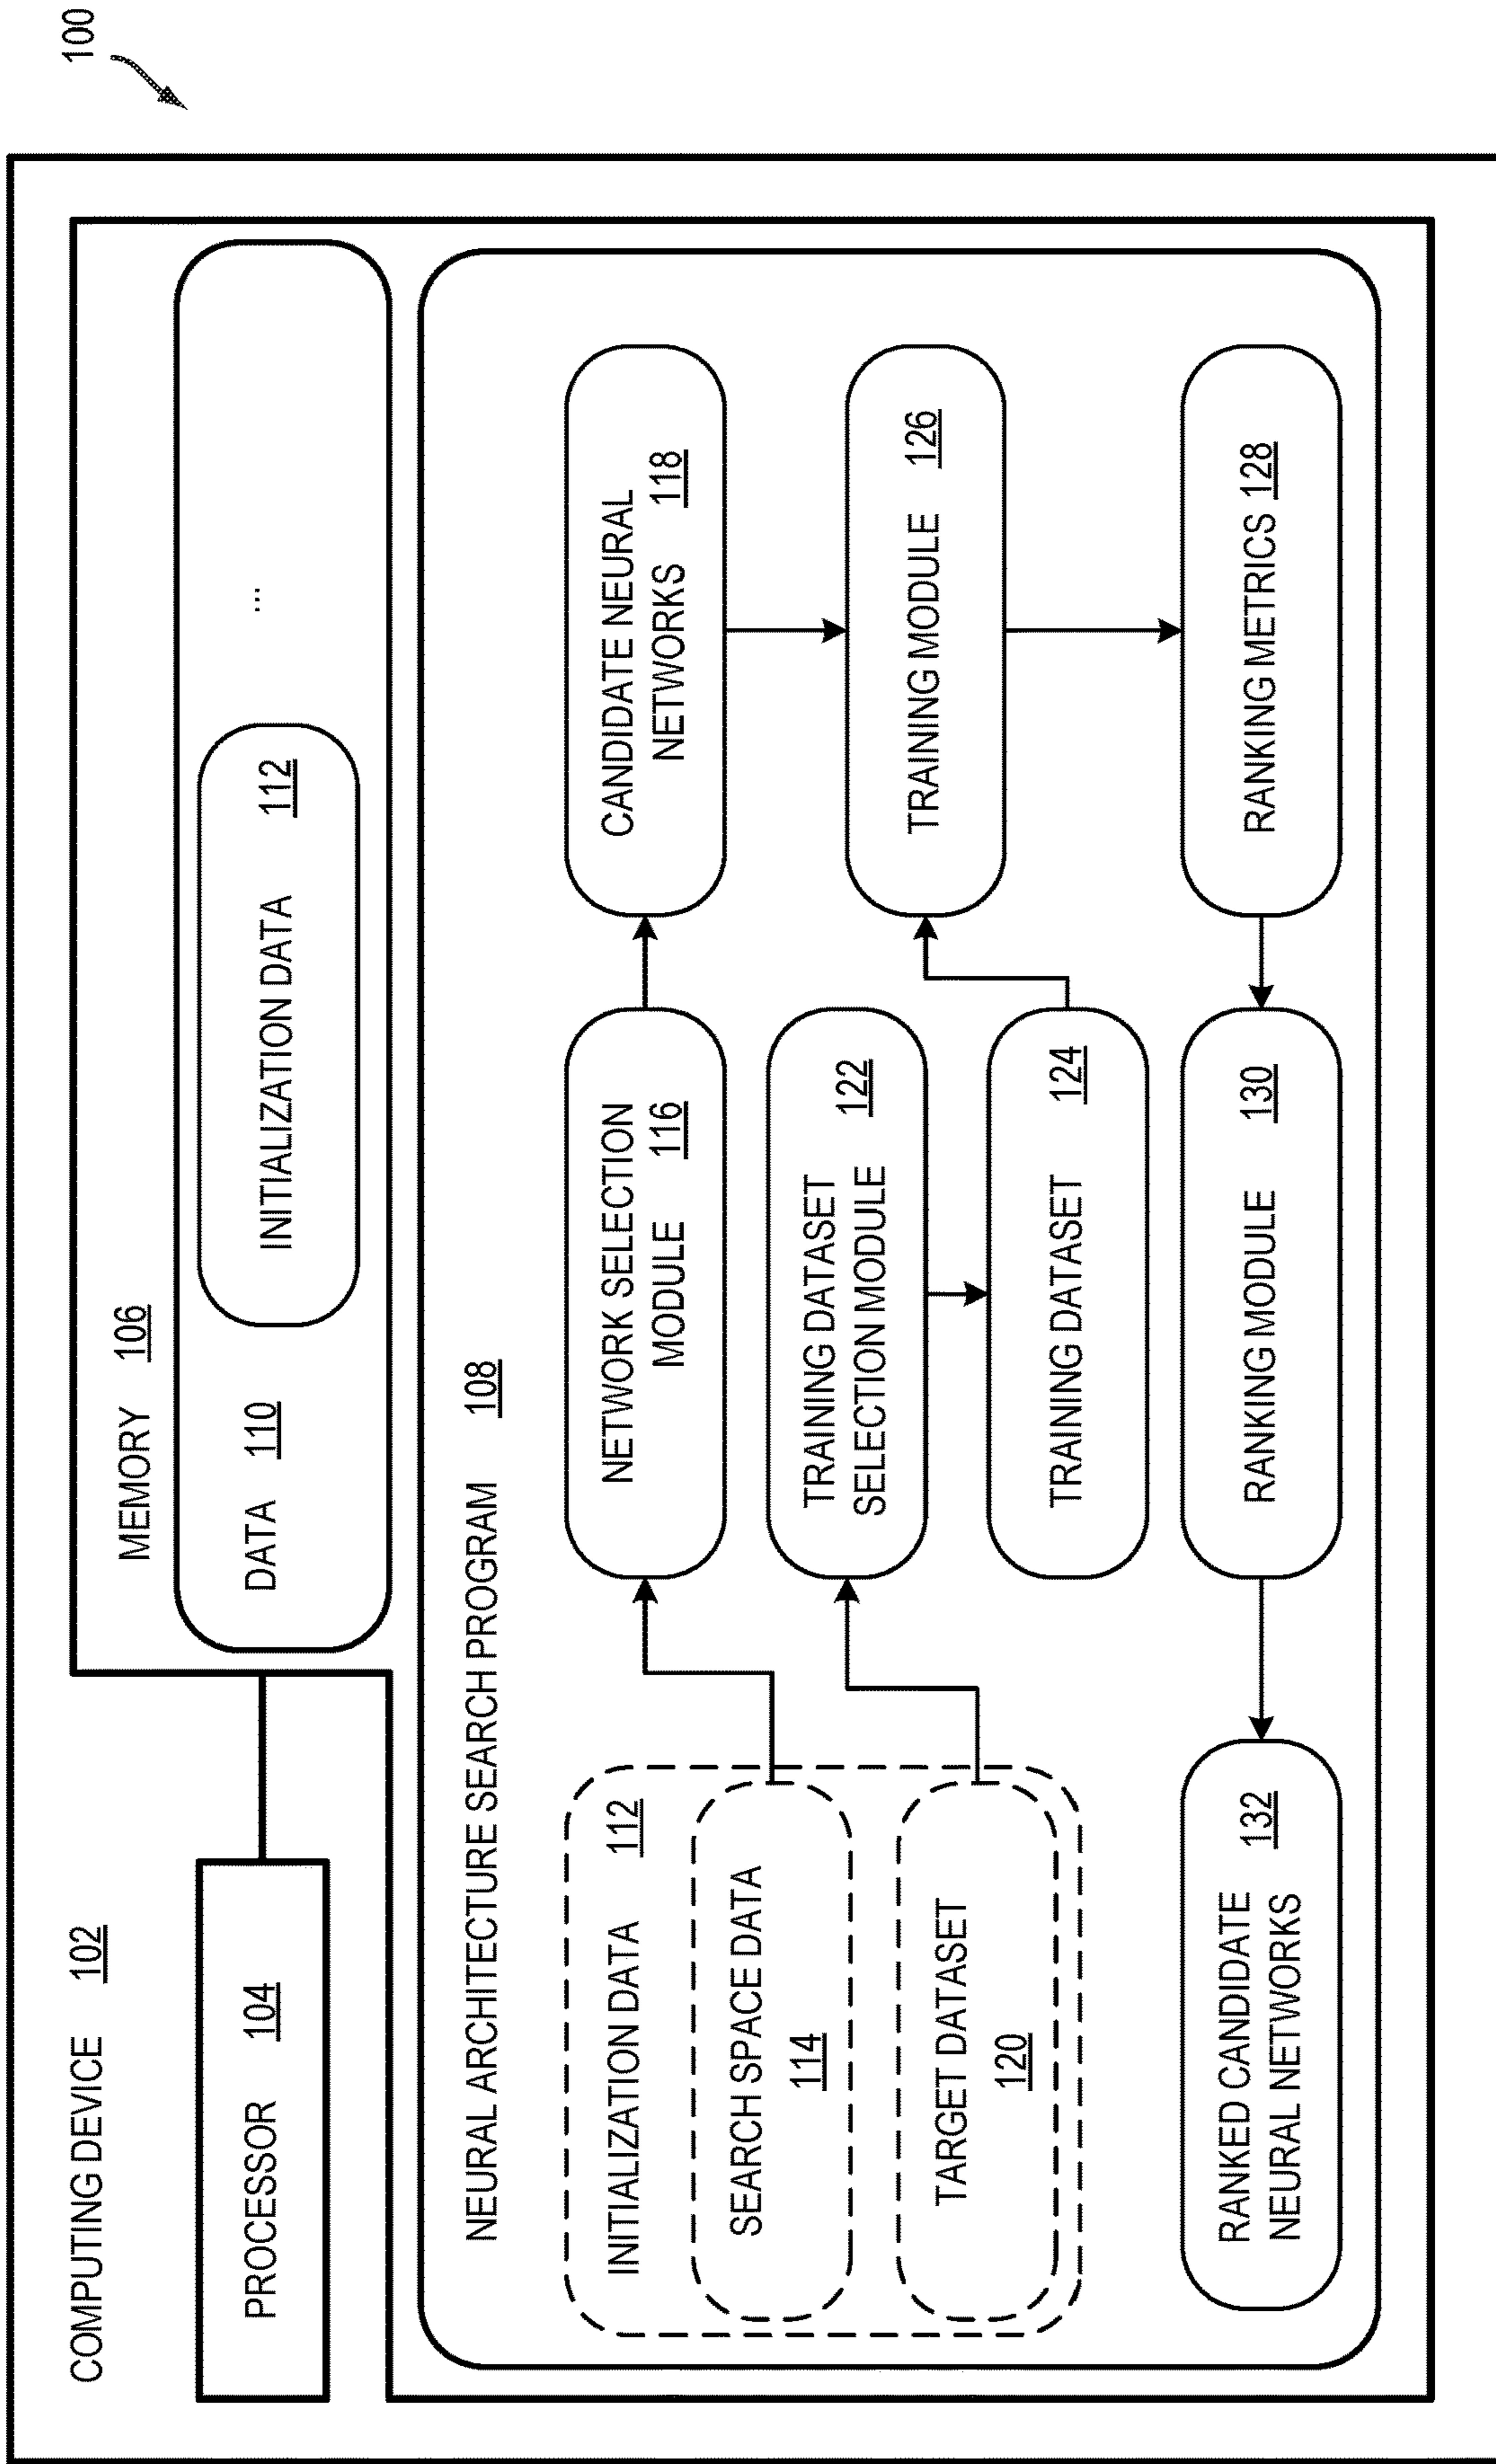 100
COMPUTING DEVICE 102
PROCESSOR 104
MEMORY 106
DATA 110
INITIALIZATION DATA 112
...
NEURAL ARCHITECTURE SEARCH PROGRAM 108
INITIALIZATION DATA 112
SEARCH SPACE DATA
114
TARGET DATASET
120
NETWORK SELECTION
MODULE 116
CANDIDATE NEURAL
NETWORKS 118
TRAINING DATASET
SELECTION MODULE 122
TRAINING DATASET 124
TRAINING MODULE 126
RANKED CANDIDATE
NEURAL NETWORKS 132
RANKING MODULE 130
RANKING METRICS 128